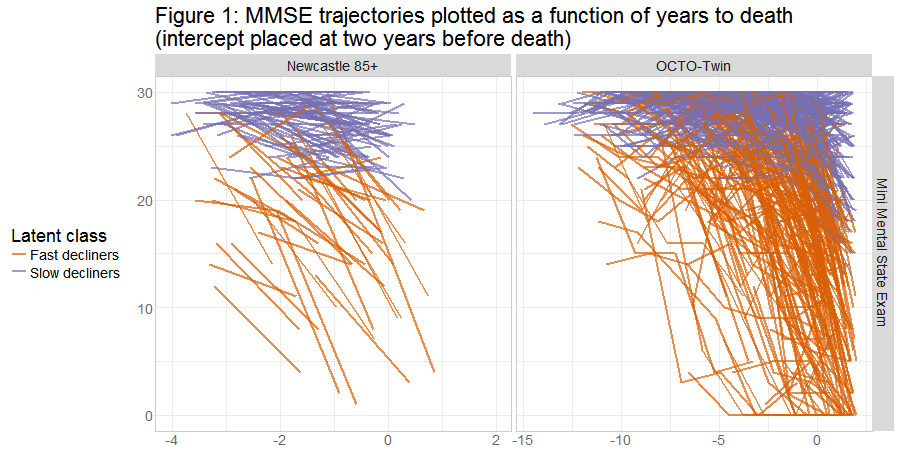 Figure 1: MMSE trajectories plotted as a function of years to death
(intercept placed at two years before death)
Newcastle 85+
OCTO-Twin
30
20
10
0
Latent class
Fast decliners
Slow decliners
Mini Mental State Exam
-4
-2
0
2
-15
-10
-5
0